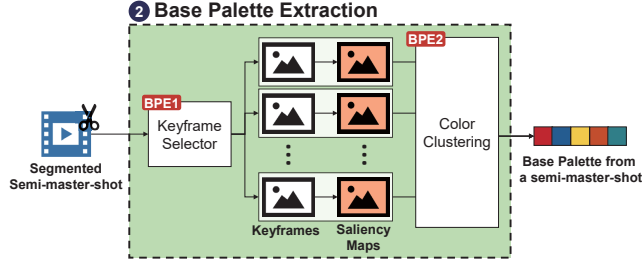 2 Base Palette Extraction
BPE1
BPE2
Keyframe
Selector
Color
Clustering
Segmented
Semi-master-shot
Keyframes
Saliency
Maps
Base Palette from
a semi-master-shot